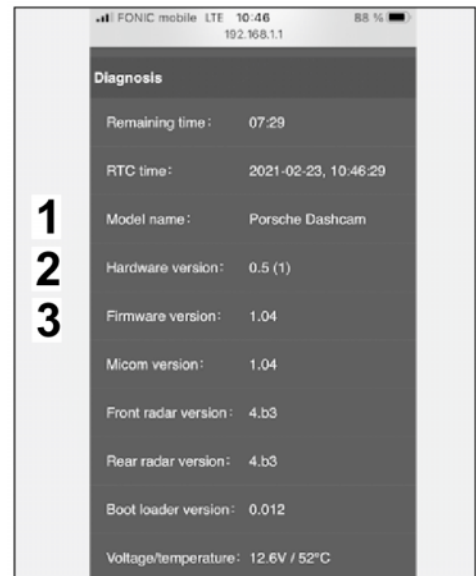 FONIC mobile LTE 10:46 88 %
192.168.1.1
Diagnosis
Remaining time: 07:29
RTC time: 2021-02-23, 10:46:29
1 Model name: Porsche Dashcam
2 Hardware version: 0.5 (1)
3 Firmware version: 1.04
Micom version: 1.04
Front radar version: 4.b3
Rear radar version: 4.b3
Boot loader version: 0.012
Voltage/temperature: 12.6V / 52°C